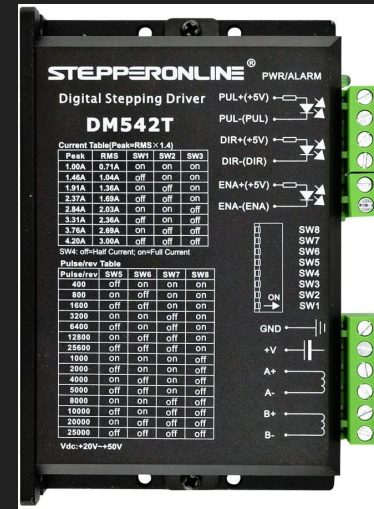 STEPPERONLINE®
PWR/ALARM
Digital Stepping Driver
DM542T
Current Table(Peak=RMS×1.4)
Peak RMS SW1 SW2 SW3
1.00A 0.71A on on on
1.46A 1.04A off on on
1.91A 1.36A on off on
2.37A 1.69A off off on
2.84A 2.03A on on off
3.31A 2.36A off on off
3.76A 2.69A on off off
4.20A 3.00A off off off
SW4: off=Half Current; on=Full Current
Pulse/rev Table
Pulse/rev SW5 SW6 SW7 SW8
400 off on on on
800 on off on on
1600 off off on on
3200 on on off on
6400 off on off on
12800 on off off on
25600 off off off on
1000 on on on off
2000 off on on off
4000 on off on off
5000 off off on off
8000 on on off off
10000 off on off off
20000 on off off off
25000 off off off off
Vdc:+20V~+50V
PUL+(+5V)
PUL-(PUL)
DIR+(+5V)
DIR-(DIR)
ENA+(+5V)
ENA-(ENA)
SW8
SW7
SW6
SW5
SW4
SW3
ON SW2
SW1
GND
+V
A+
A-
B+
B-